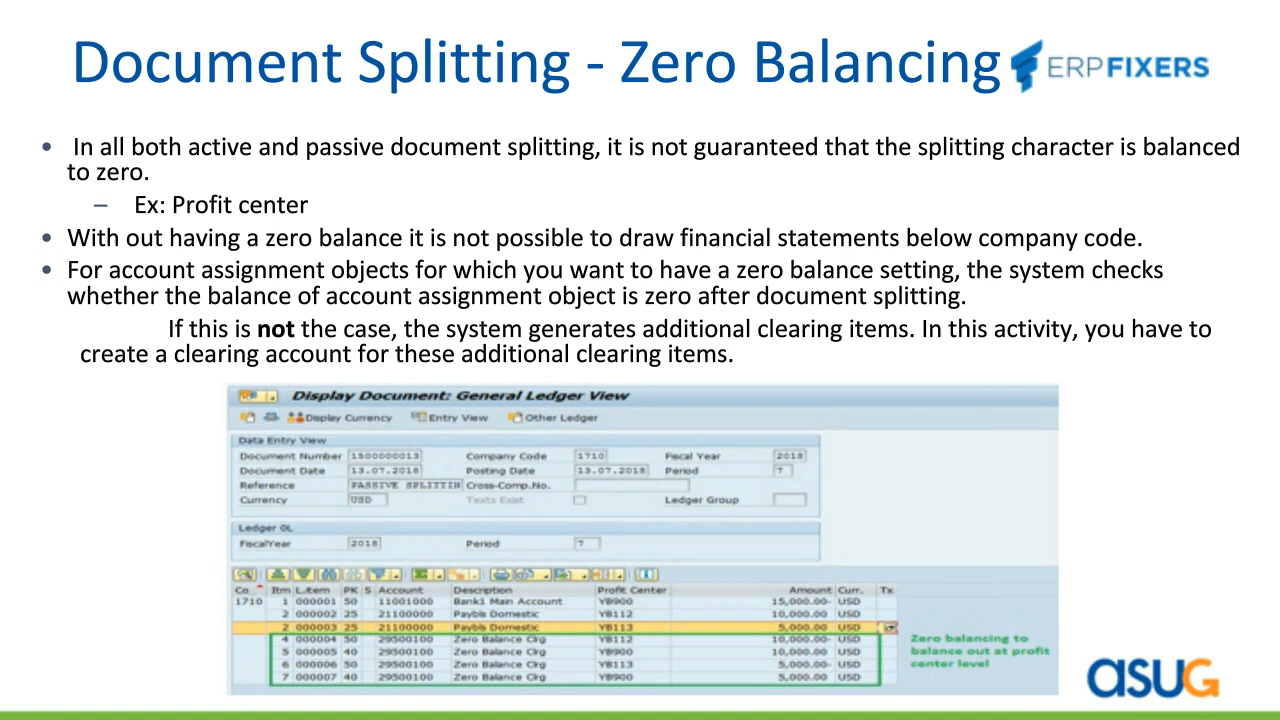 Document Splitting - Zero Balancing
ERPFIXERS
• In all both active and passive document splitting, it is not guaranteed that the splitting character is balanced
to zero.
– Ex: Profit center
• With out having a zero balance it is not possible to draw financial statements below company code.
• For account assignment objects for which you want to have a zero balance setting, the system checks
whether the balance of account assignment object is zero after document splitting.
If this is not the case, the system generates additional clearing items. In this activity, you have to
create a clearing account for these additional clearing items.
Display Document: General Ledger View
Display Currency Entry View Other Ledger
Data Entry View
Document Number 1500000013 Company Code 1710 Fiscal Year 2018
Document Date 13.07.2018 Posting Date 13.07.2018 Period 7
Reference PASSIVE SPLITTIN Cross-Comp.No.
Currency USD Texts Exist Ledger Group
Ledger 0L
FiscalYear 2018 Period 7
Co Itm L.item PK S Account Description Profit Center Amount Curr. Tx
1710 1 000001 50 11001000 Bank1 Main Account YB900 15,000.00- USD
2 000002 25 21100000 Paybls Domestic YB112 10,000.00 USD
2 000003 25 21100000 Paybls Domestic YB113 5,000.00 USD
4 000004 50 29500100 Zero Balance Clrg YB112 10,000.00- USD
5 000005 40 29500100 Zero Balance Clrg YB900 10,000.00 USD
6 000006 50 29500100 Zero Balance Clrg YB113 5,000.00- USD
7 000007 40 29500100 Zero Balance Clrg YB900 5,000.00 USD
Zero balancing to
balance out at profit
center level
asug